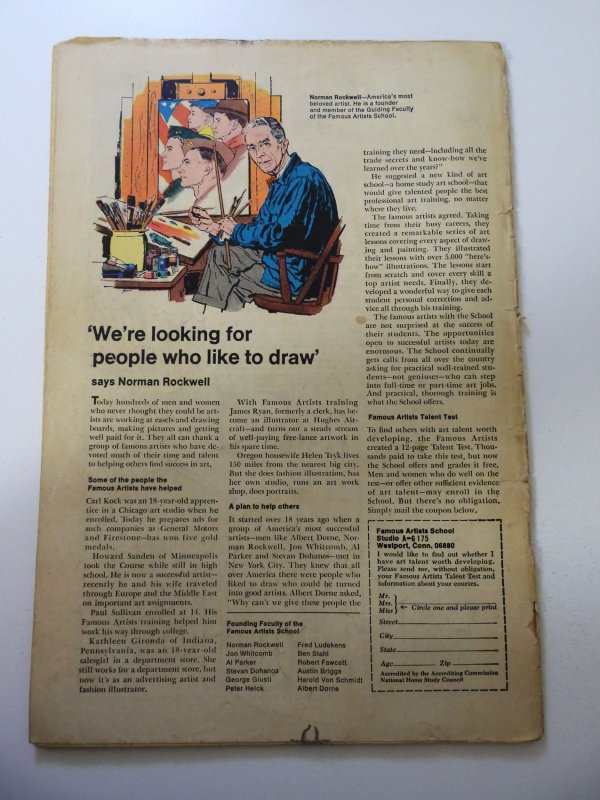 Norman Rockwell—America's most
beloved artist. He is a founder
and member of the Guiding Faculty
of the Famous Artists School.
'We're looking for
people who like to draw'
says Norman Rockwell
Today hundreds of men and women
who never thought they could be art-
ists are working at easels and drawing
boards, making pictures and getting
well paid for it. They all can thank a
group of famous artists who have de-
voted much of their time and talent
to helping others find success in art.
Some of the people the
Famous Artists have helped
Carl Kock was an 18-year-old appren-
tice in a Chicago art studio when he
enrolled. Today he prepares ads for
such companies as General Motors
and Firestone—has won five gold
medals.
Howard Sanden of Minneapolis
took the Course while still in high
school. He is now a successful artist—
recently he and his wife traveled
through Europe and the Middle East
on important art assignments.
Paul Sullivan enrolled at 14. His
Famous Artists training helped him
work his way through college.
Kathleen Gironda of Indiana,
Pennsylvania, was an 18-year-old
salesgirl in a department store. She
still works for a department store, but
now it's as an advertising artist and
fashion illustrator.
With Famous Artists training
James Ryan, formerly a clerk, has be-
come an illustrator at Hughes Air-
craft—and turns out a steady stream
of well-paying free-lance artwork in
his spare time.
Oregon housewife Helen Tryk lives
150 miles from the nearest big city.
But she does fashion illustration, has
her own studio, runs an art work
shop, does portraits.
A plan to help others
It started over 18 years ago when a
group of America's most successful
artists—men like Albert Dorne, Nor-
man Rockwell, Jon Whitcomb, Al
Parker and Stevan Dohanos—met in
New York City. They knew that all
over America there were people who
liked to draw who could be turned
into good artists. Albert Dorne asked,
"Why can't we give these people the
Founding Faculty of the
Famous Artists School
Norman Rockwell Fred Ludekens
Jon Whitcomb Ben Stahl
Al Parker Robert Fawcett
Stevan Dohanos Austin Briggs
George Giusti Harold Von Schmidt
Peter Helck Albert Dorne
training they need—including all the
trade secrets and know-how we've
learned over the years?"
He suggested a new kind of art
school—a home study art school—that
would give talented people the best
professional art training, no matter
where they live.
The famous artists agreed. Taking
time from their busy careers, they
created a remarkable series of art
lessons covering every aspect of draw-
ing and painting. They illustrated
their lessons with over 5,000 "here's-
how" illustrations. The lessons start
from scratch and cover every skill a
top artist needs. Finally, they de-
veloped a wonderful way to give each
student personal correction and ad-
vice all through his training.
The famous artists with the School
are not surprised at the success of
their students. The opportunities
open to successful artists today are
enormous. The School continually
gets calls from all over the country
asking for practical well-trained stu-
dents—not geniuses—who can step
into full-time or part-time art jobs.
And practical, thorough training is
what the School offers.
Famous Artists Talent Test
To find others with art talent worth
developing, the Famous Artists
created a 12-page Talent Test. Thou-
sands paid to take this test, but now
the School offers and grades it free.
Men and women who do well on the
test—or offer other sufficient evidence
of art talent—may enroll in the
School. But there's no obligation.
Simply mail the coupon below.
Famous Artists School
Studio A-6175
Westport, Conn. 06880
I would like to find out whether I
have art talent worth developing.
Please send me, without obligation,
your Famous Artists Talent Test and
information about your courses.
Mr.
Mrs. ← Circle one and please print
Miss
Street
City
State
Age Zip
Accredited by the Accrediting Commission
National Home Study Council